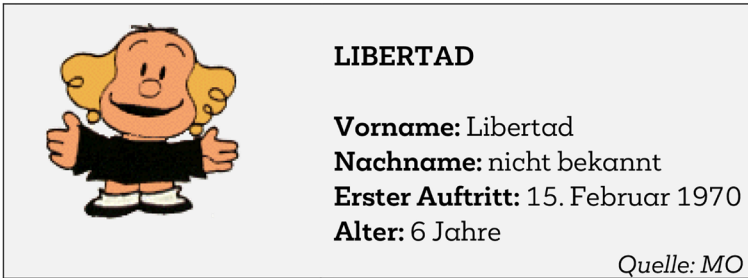 LIBERTAD
Vorname: Libertad
Nachname: nicht bekannt
Erster Auftritt: 15. Februar 1970
Alter: 6 Jahre
Quelle: MO